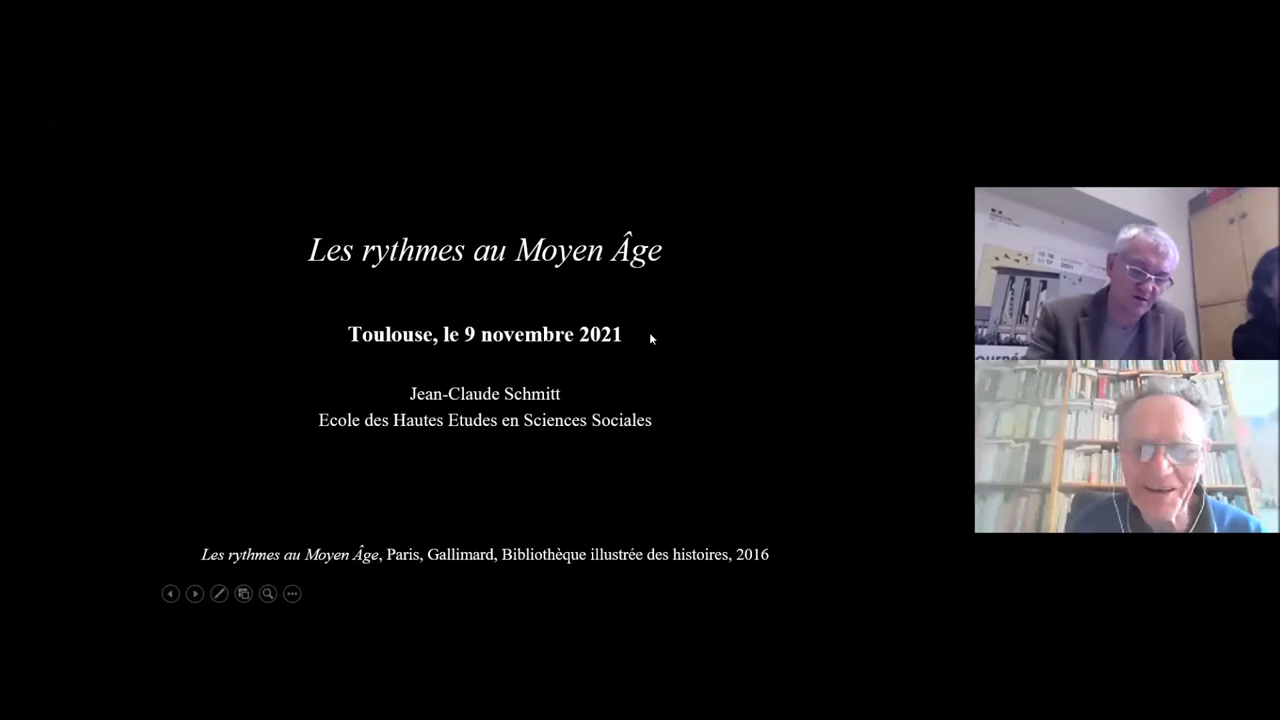 Les rythmes au Moyen Âge
Toulouse, le 9 novembre 2021
Jean-Claude Schmitt
Ecole des Hautes Etudes en Sciences Sociales
Les rythmes au Moyen Âge, Paris, Gallimard, Bibliothèque illustrée des histoires, 2016
2021